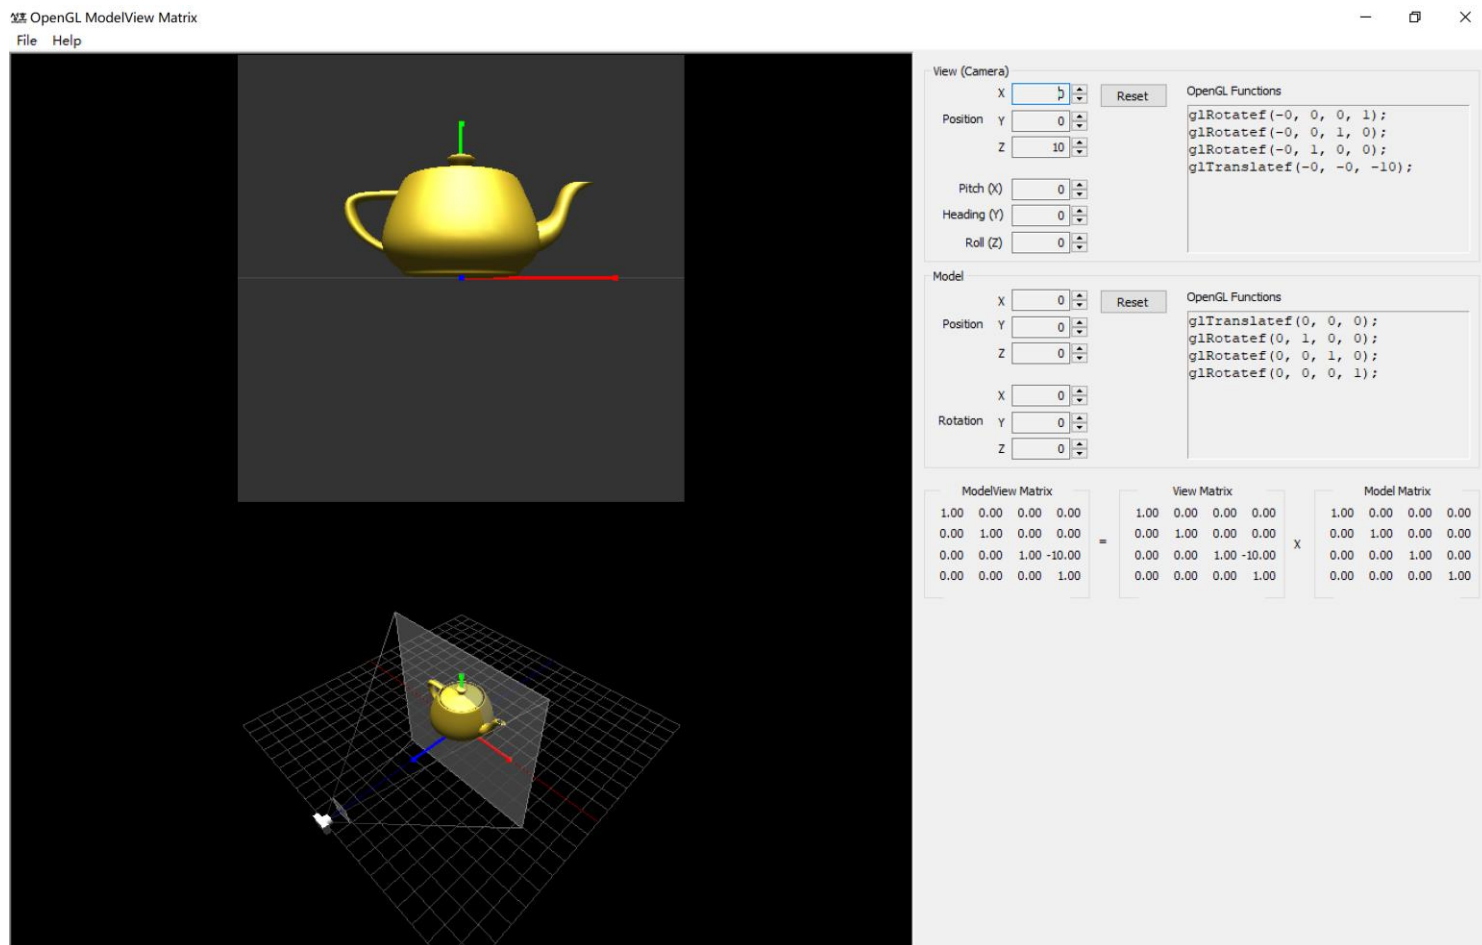 OpenGL ModelView Matrix
File Help
View (Camera)
X
Reset
OpenGL Functions
Position Y 0
Z 10
Pitch (X) 0
Heading (Y) 0
Roll (Z) 0
glRotatef(-0, 0, 0, 1);
glRotatef(-0, 0, 1, 0);
glRotatef(-0, 1, 0, 0);
glTranslatef(-0, -0, -10);
Model
X 0
Reset
OpenGL Functions
Position Y 0
Z 0
X 0
Rotation Y 0
Z 0
glTranslatef(0, 0, 0);
glRotatef(0, 1, 0, 0);
glRotatef(0, 0, 1, 0);
glRotatef(0, 0, 0, 1);
ModelView Matrix
1.00 0.00 0.00 0.00
0.00 1.00 0.00 0.00
0.00 0.00 1.00 -10.00
0.00 0.00 0.00 1.00
=
View Matrix
1.00 0.00 0.00 0.00
0.00 1.00 0.00 0.00
0.00 0.00 1.00 -10.00
0.00 0.00 0.00 1.00
X
Model Matrix
1.00 0.00 0.00 0.00
0.00 1.00 0.00 0.00
0.00 0.00 1.00 0.00
0.00 0.00 0.00 1.00